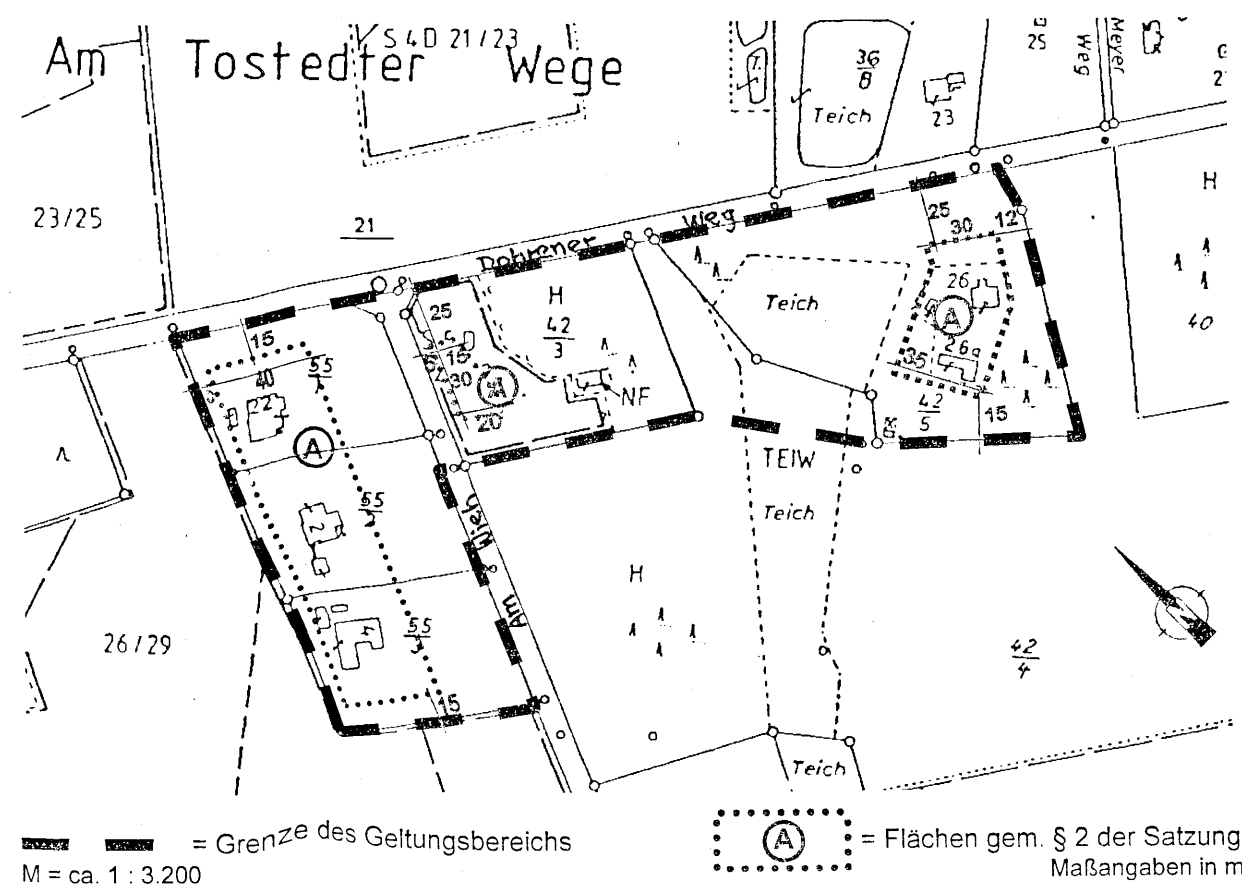 S 4 D 21/23
Am Tostedter Wege
T.
36
8
Teich
23
25
Weg
Meyer
H
23/25
21
Dohrener Weg
25
30
12
15
25
H
42
3
Teich
26
A
26a
35
42
5
15
40
55
22
A
15
30
20
NF
40
TEIW
Teich
55
2
Am Wieh
H
26/29
4
55
3
15
42
4
Teich
= Grenze des Geltungsbereichs
M = ca. 1 : 3.200
A
= Flächen gem. § 2 der Satzung
Maßangaben in m